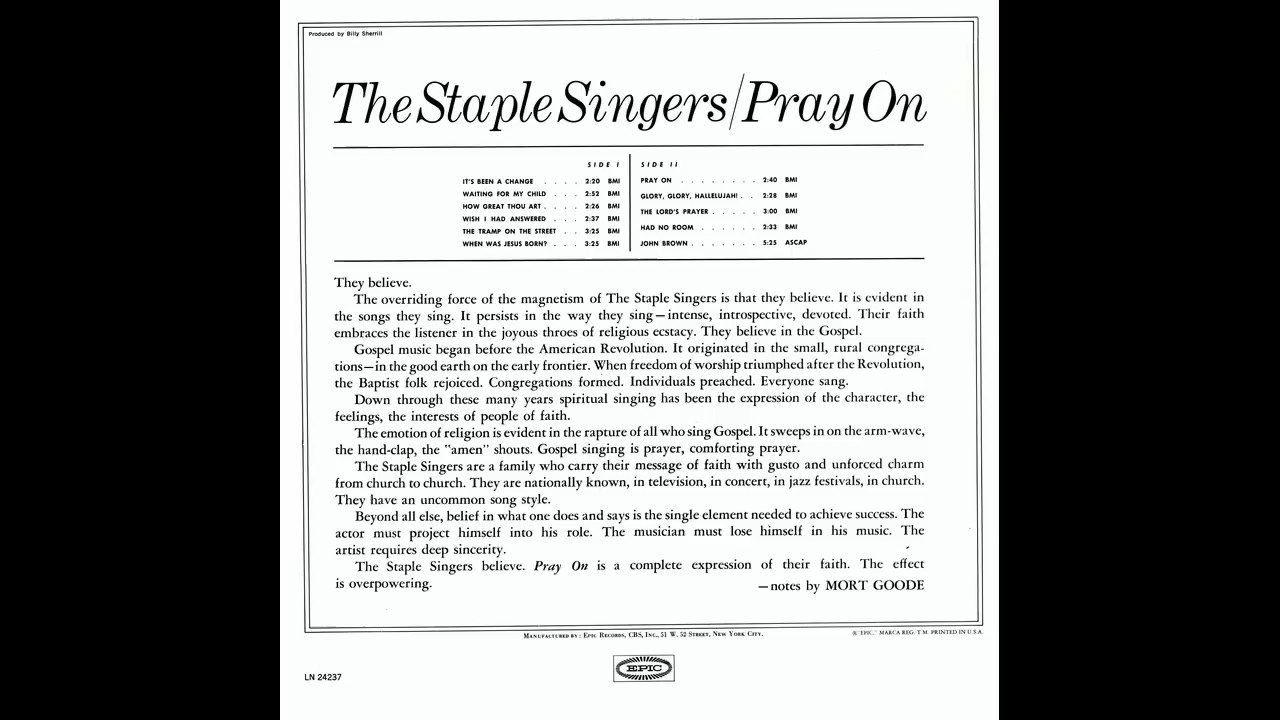 Produced by Billy Sherrill
The Staple Singers/Pray On
SIDE I
IT'S BEEN A CHANGE . . . . 2:20 BMI
WAITING FOR MY CHILD . . . 2:52 BMI
HOW GREAT THOU ART . . . . 2:26 BMI
WISH I HAD ANSWERED . . . 2:37 BMI
THE TRAMP ON THE STREET . . 3:25 BMI
WHEN WAS JESUS BORN? . . . 3:25 BMI
SIDE II
PRAY ON . . . . . . . . 2:40 BMI
GLORY, GLORY, HALLELUJAH! . . 2:28 BMI
THE LORD'S PRAYER . . . . . 3:00 BMI
HAD NO ROOM . . . . . . 2:33 BMI
JOHN BROWN . . . . . . . 5:25 ASCAP
They believe.
The overriding force of the magnetism of The Staple Singers is that they believe. It is evident in
the songs they sing. It persists in the way they sing—intense, introspective, devoted. Their faith
embraces the listener in the joyous throes of religious ecstacy. They believe in the Gospel.
Gospel music began before the American Revolution. It originated in the small, rural congrega-
tions—in the good earth on the early frontier. When freedom of worship triumphed after the Revolution,
the Baptist folk rejoiced. Congregations formed. Individuals preached. Everyone sang.
Down through these many years spiritual singing has been the expression of the character, the
feelings, the interests of people of faith.
The emotion of religion is evident in the rapture of all who sing Gospel. It sweeps in on the arm-wave,
the hand-clap, the "amen" shouts. Gospel singing is prayer, comforting prayer.
The Staple Singers are a family who carry their message of faith with gusto and unforced charm
from church to church. They are nationally known, in television, in concert, in jazz festivals, in church.
They have an uncommon song style.
Beyond all else, belief in what one does and says is the single element needed to achieve success. The
actor must project himself into his role. The musician must lose himself in his music. The
artist requires deep sincerity.
The Staple Singers believe. Pray On is a complete expression of their faith. The effect
is overpowering.
—notes by MORT GOODE
MANUFACTURED BY: EPIC RECORDS, CBS, INC., 51 W. 52 STREET, NEW YORK CITY.
® "EPIC," MARCA REG. T.M. PRINTED IN U.S.A.
EPIC
LN 24237